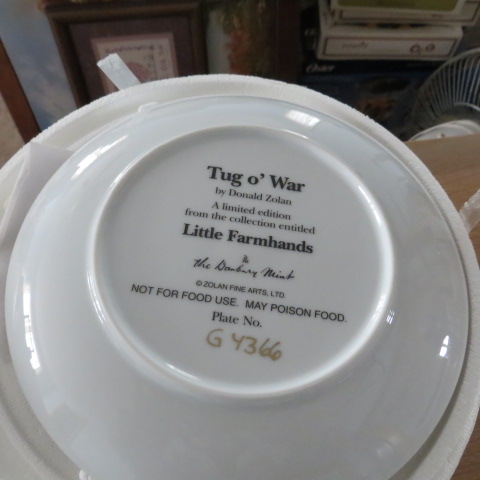 Tug o' War
by Donald Zolan
A limited edition
from the collection entitled
Little Farmhands
The Danbury Mint
© ZOLAN FINE ARTS, LTD.
NOT FOR FOOD USE. MAY POISON FOOD.
Plate No.
G 4366
Oster